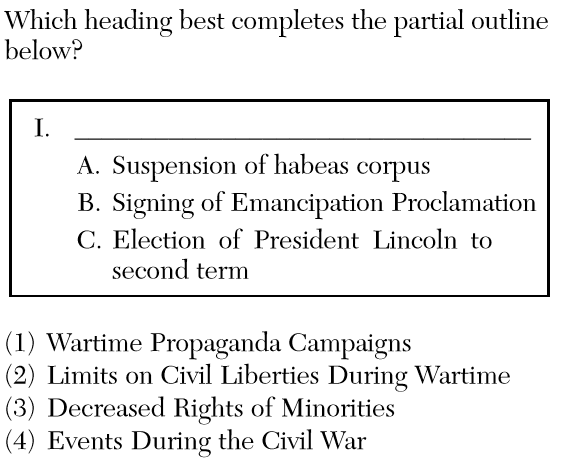 Which heading best completes the partial outline
below?
I.
A. Suspension of habeas corpus
B. Signing of Emancipation Proclamation
C. Election of President Lincoln to
second term
(1) Wartime Propaganda Campaigns
(2) Limits on Civil Liberties During Wartime
(3) Decreased Rights of Minorities
(4) Events During the Civil War